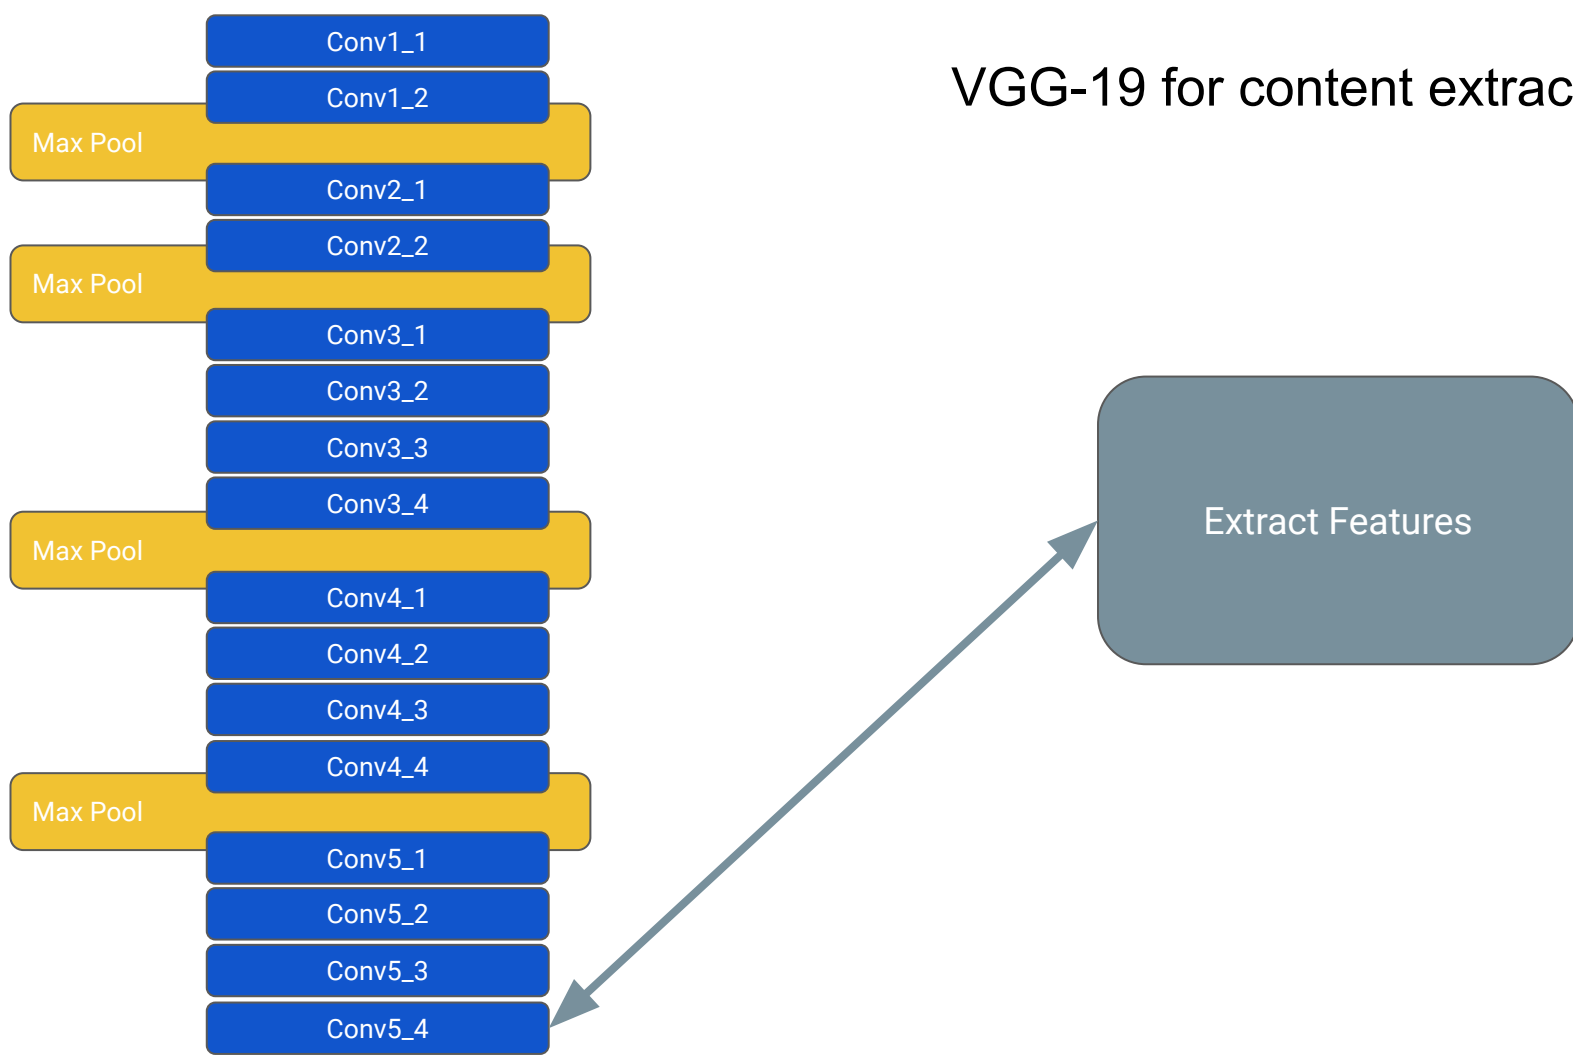 Conv1_1
VGG-19 for content extrac
Conv1_2
Max Pool
Conv2_1
Conv2_2
Max Pool
Conv3_1
Conv3_2
Conv3_3
Conv3_4
Extract Features
Max Pool
Conv4_1
Conv4_2
Conv4_3
Conv4_4
Max Pool
Conv5_1
Conv5_2
Conv5_3
Conv5_4